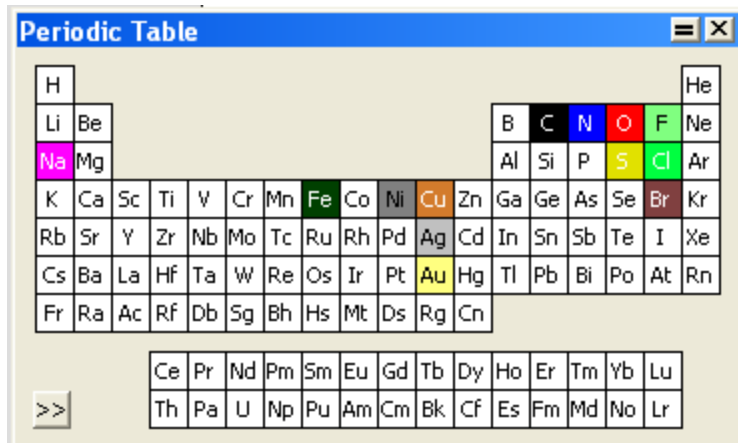 Periodic Table
H He
Li Be B C N O F Ne
Na Mg Al Si P S Cl Ar
K Ca Sc Ti V Cr Mn Fe Co Ni Cu Zn Ga Ge As Se Br Kr
Rb Sr Y Zr Nb Mo Tc Ru Rh Pd Ag Cd In Sn Sb Te I Xe
Cs Ba La Hf Ta W Re Os Ir Pt Au Hg Tl Pb Bi Po At Rn
Fr Ra Ac Rf Db Sg Bh Hs Mt Ds Rg Cn
Ce Pr Nd Pm Sm Eu Gd Tb Dy Ho Er Tm Yb Lu
>> Th Pa U Np Pu Am Cm Bk Cf Es Fm Md No Lr